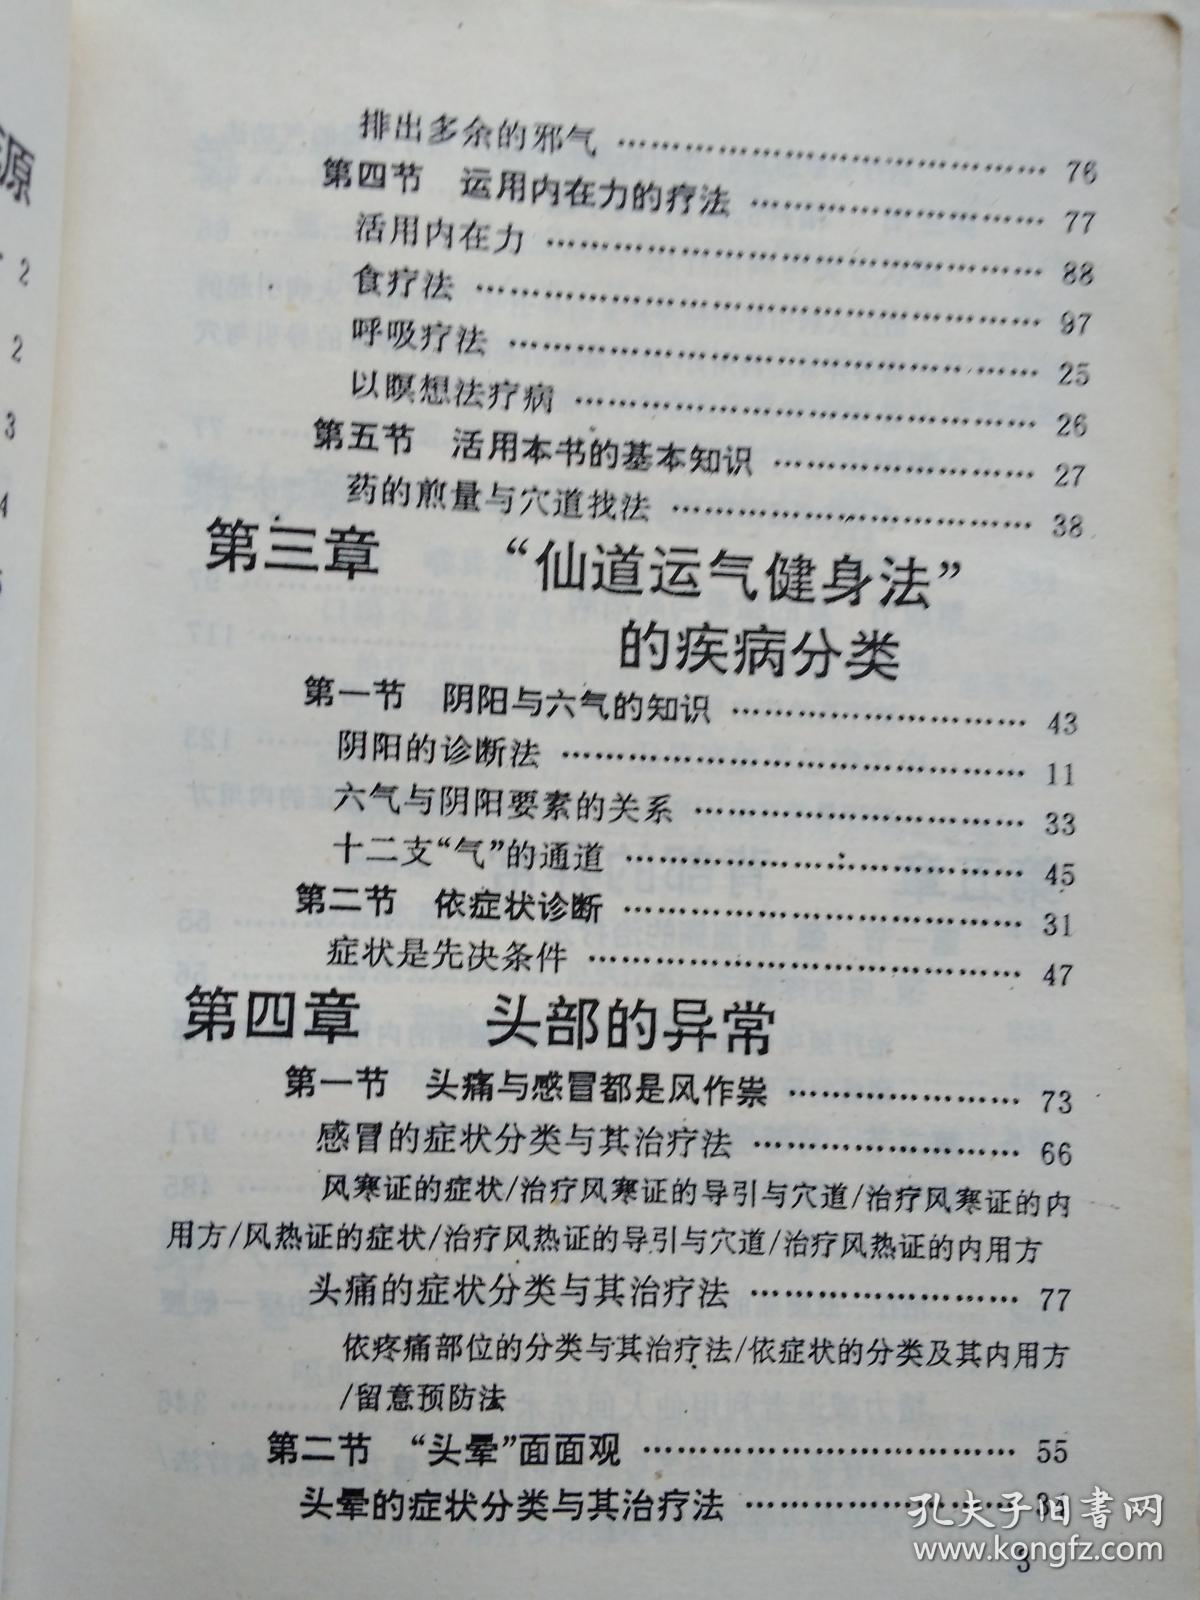 排出多余的邪气 …………………………………… 76
第四节 运用内在力的疗法 ………………………… 77
活用内在力 ………………………………………… 88
食疗法 ……………………………………………… 97
呼吸疗法 …………………………………………… 25
以瞑想法疗病 ……………………………………… 26
第五节 活用本书的基本知识 ……………………… 27
药的煎量与穴道找法 ……………………………… 38
第三章 “仙道运气健身法”
的疾病分类
第一节 阴阳与六气的知识 ………………………… 43
阴阳的诊断法 ……………………………………… 11
六气与阴阳要素的关系 …………………………… 33
十二支“气”的通道 ………………………………… 45
第二节 依症状诊断 ………………………………… 31
症状是先决条件 …………………………………… 47
第四章 头部的异常
第一节 头痛与感冒都是风作祟 …………………… 73
感冒的症状分类与其治疗法 ……………………… 66
风寒证的症状/治疗风寒证的导引与穴道/治疗风寒证的内
用方/风热证的症状/治疗风热证的导引与穴道/治疗风热证的内用方
头痛的症状分类与其治疗法 ……………………… 77
依疼痛部位的分类与其治疗法/依症状的分类及其内用方
/留意预防法
第二节 “头晕”面面观 ……………………………… 55
头晕的症状分类与其治疗法 ………………………
3
源
2
2
3
4
孔夫子旧书网
www.kongfz.com